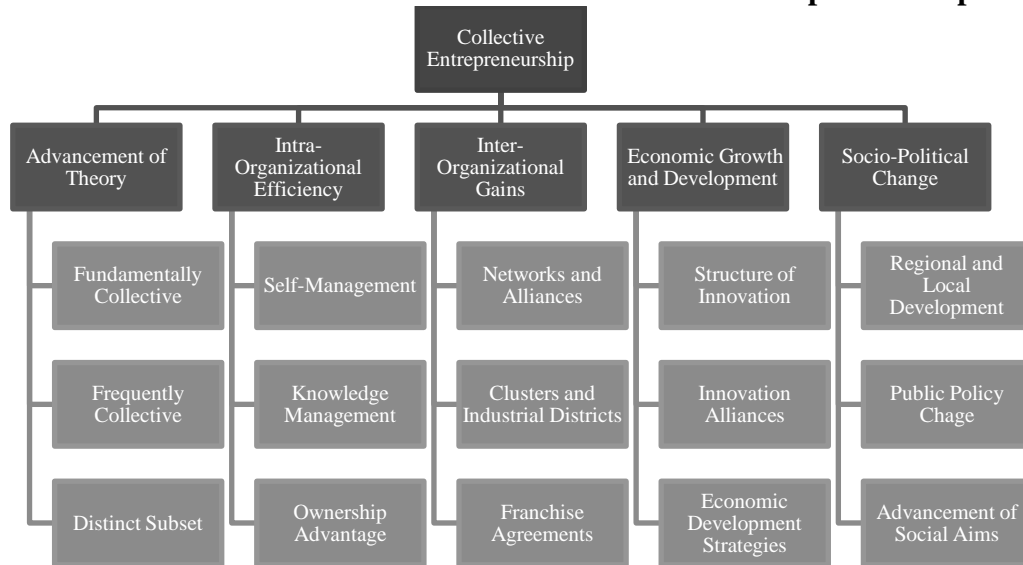 Collective
Entrepreneurship
Advancement of
Theory
Fundamentally
Collective
Frequently
Collective
Distinct Subset
Intra-
Organizational
Efficiency
Self-Management
Knowledge
Management
Ownership
Advantage
Inter-
Organizational
Gains
Networks and
Alliances
Clusters and
Industrial Districts
Franchise
Agreements
Economic Growth
and Development
Structure of
Innovation
Innovation
Alliances
Economic
Development
Strategies
Socio-Political
Change
Regional and
Local
Development
Public Policy
Chage
Advancement of
Social Aims